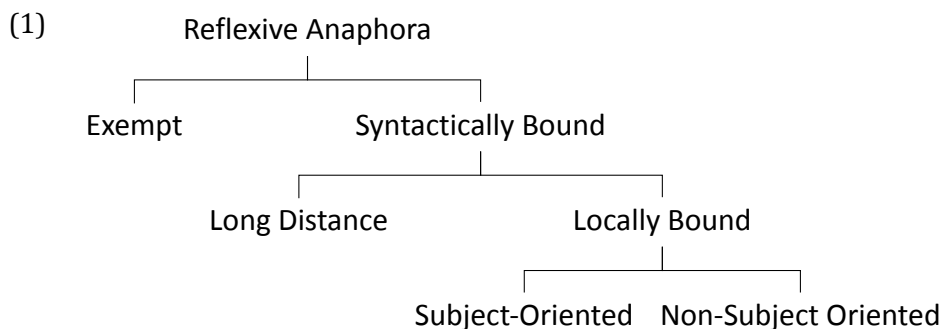 (1) Reflexive Anaphora
Exempt Syntactically Bound
Long Distance Locally Bound
Subject-Oriented Non-Subject Oriented